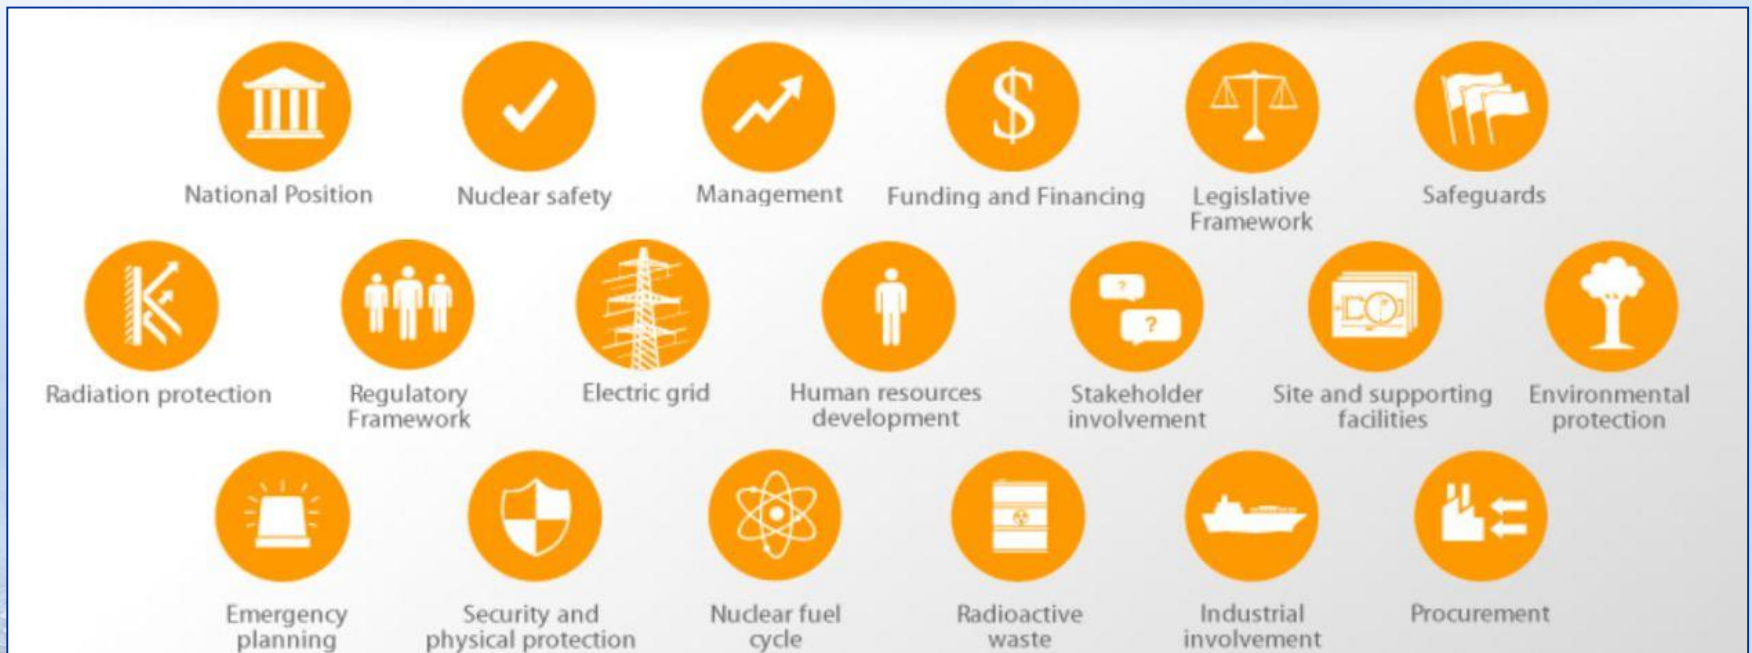 $
National Position
Nuclear safety
Management
Funding and Financing
Legislative
Framework
Safeguards
?
?
Radiation protection
Regulatory
Framework
Electric grid
Human resources
development
Stakeholder
involvement
Site and supporting
facilities
Environmental
protection
Emergency
planning
Security and
physical protection
Nuclear fuel
cycle
Radioactive
waste
Industrial
involvement
Procurement